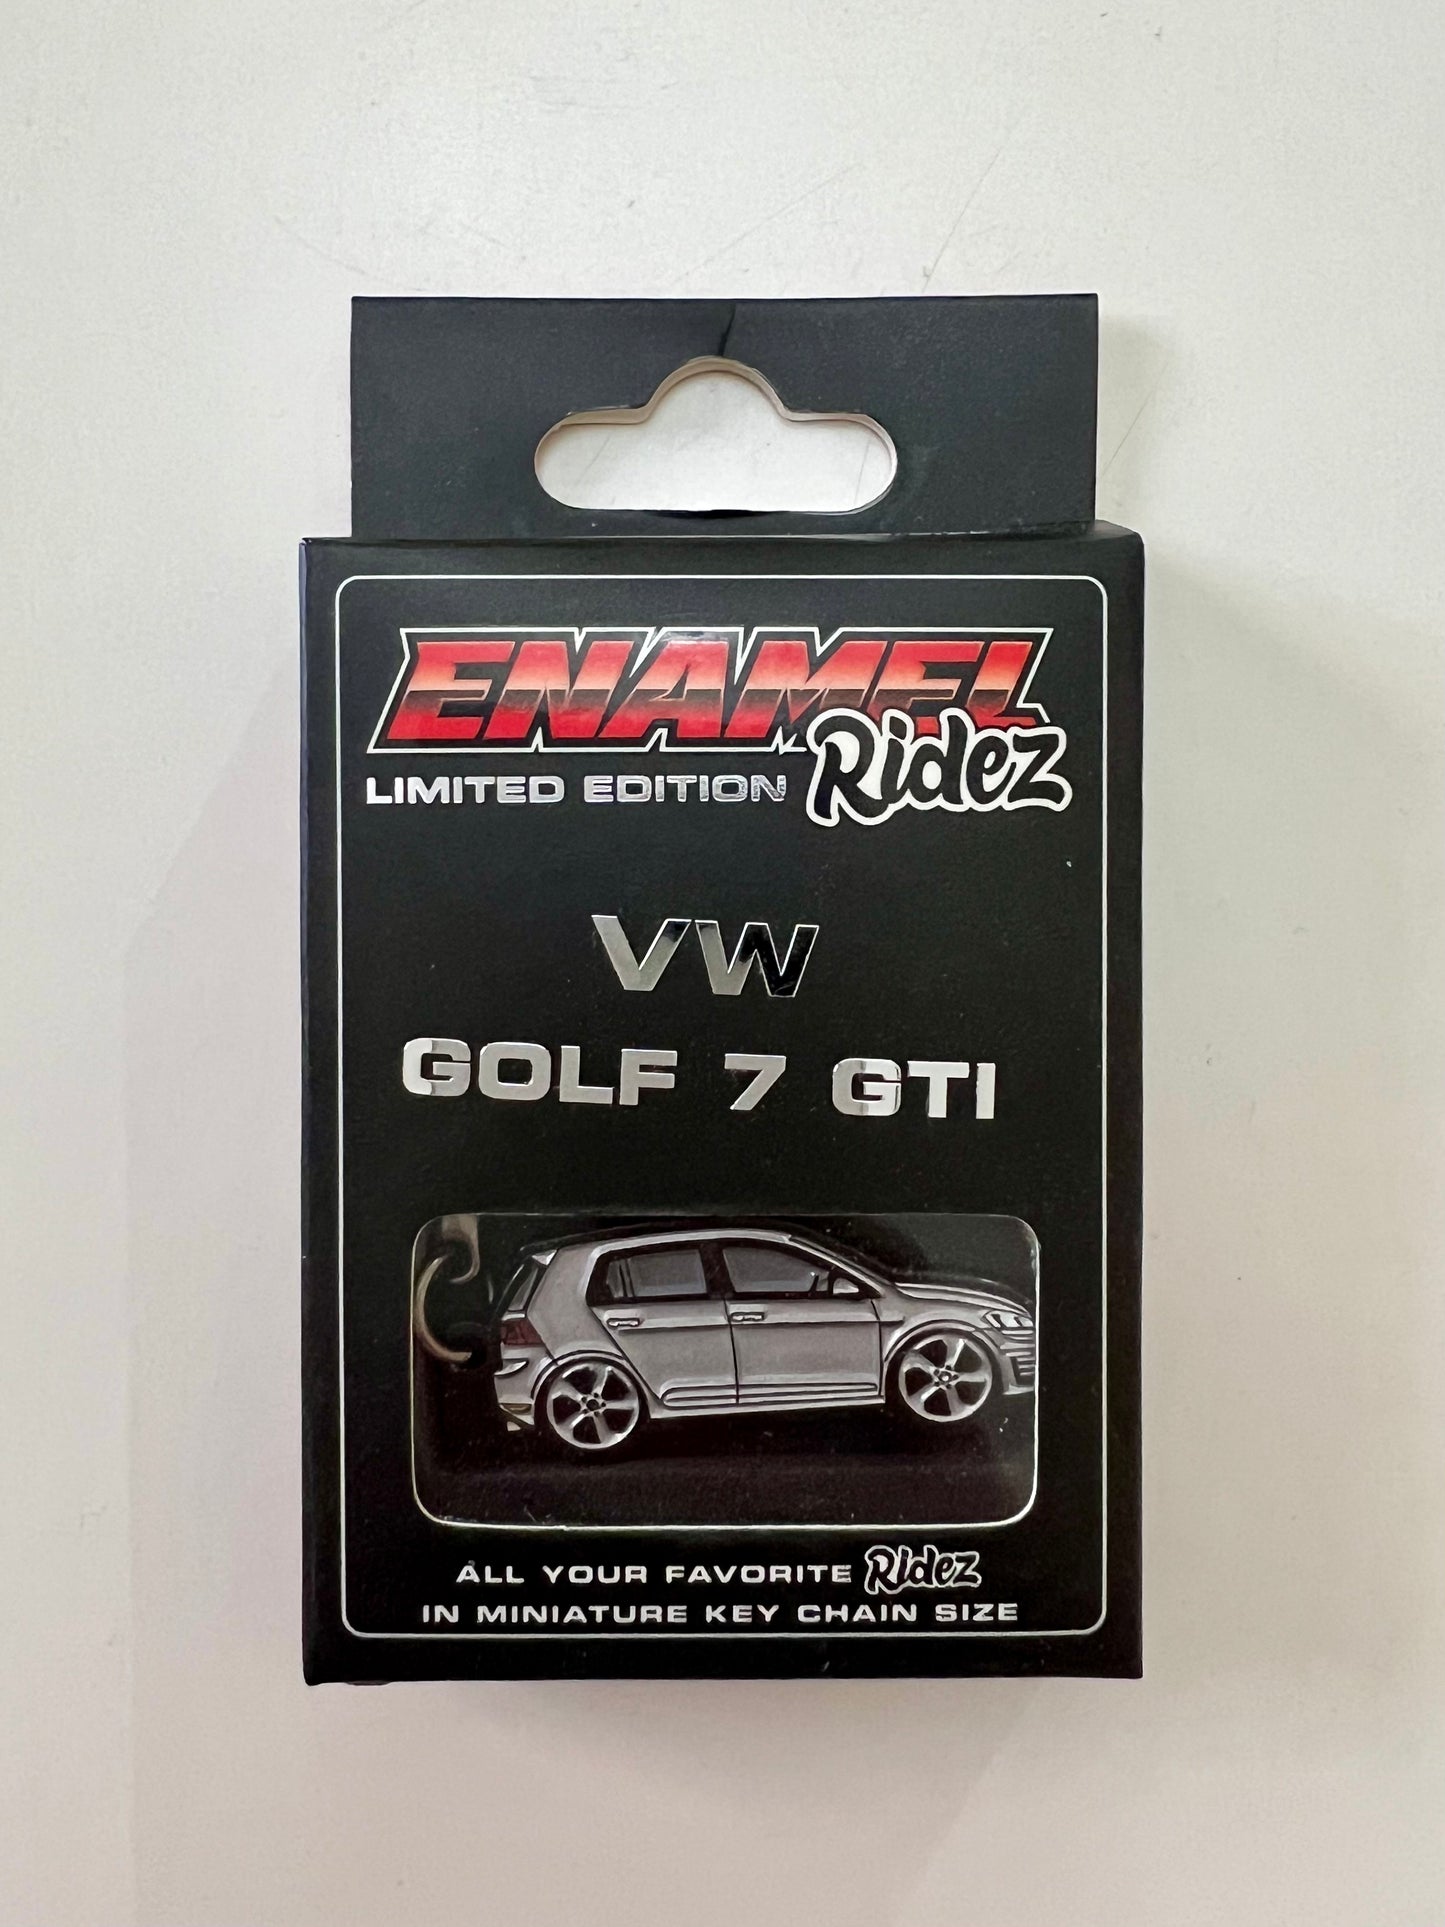 ENAMEL
Ridez
LIMITED EDITION
VW
GOLF 7 GTI
ALL YOUR FAVORITE Ridez
IN MINIATURE KEY CHAIN SIZE